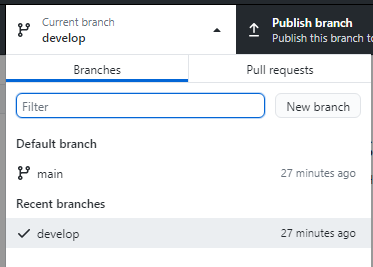 Current branch
develop
Publish branch
Publish this branch to
Branches
Pull requests
Filter
New branch
Default branch
main
27 minutes ago
Recent branches
develop
27 minutes ago